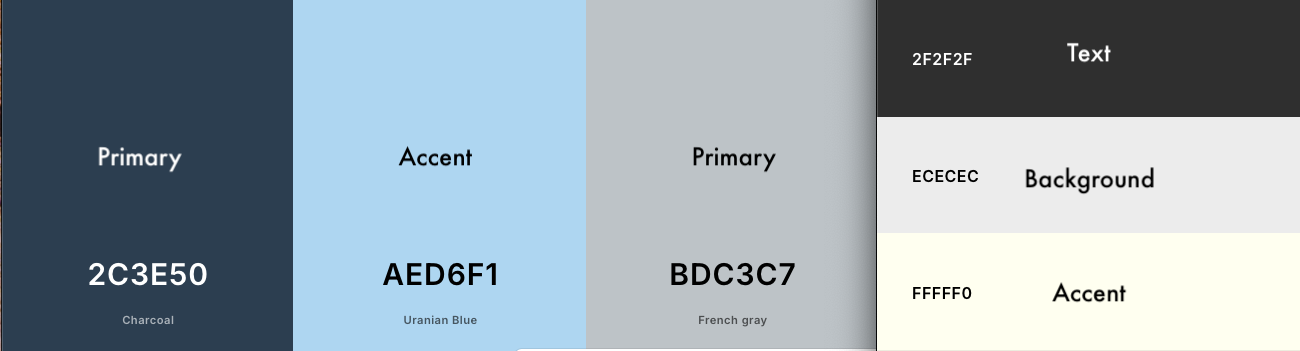 Primary
2C3E50
Charcoal
Accent
AED6F1
Uranian Blue
Primary
BDC3C7
French gray
2F2F2F Text
ECECEC Background
FFFFF0 Accent